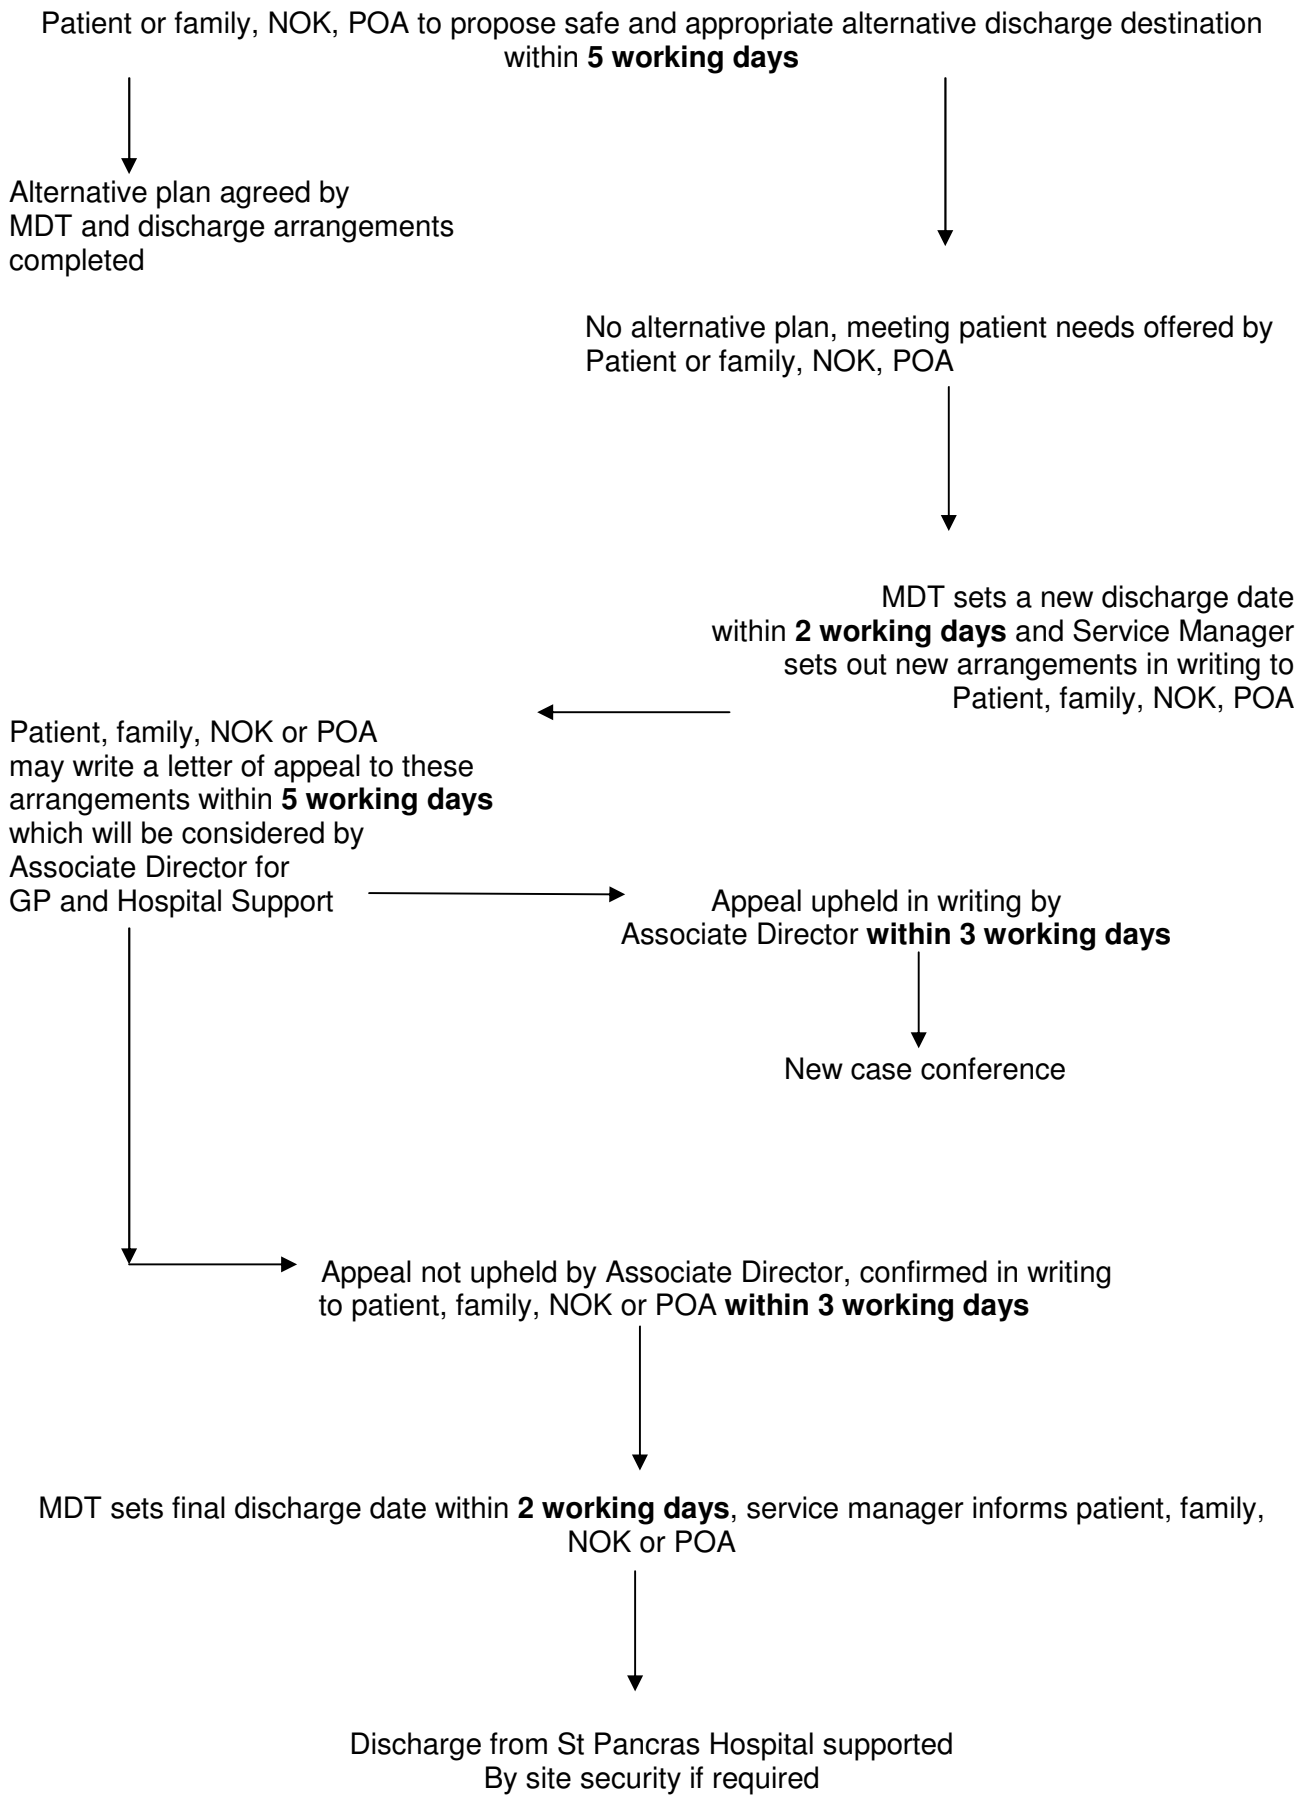 Patient or family, NOK, POA to propose safe and appropriate alternative discharge destination
within 5 working days
Alternative plan agreed by
MDT and discharge arrangements
completed
No alternative plan, meeting patient needs offered by
Patient or family, NOK, POA
MDT sets a new discharge date
within 2 working days and Service Manager
sets out new arrangements in writing to
Patient, family, NOK, POA
Patient, family, NOK or POA
may write a letter of appeal to these
arrangements within 5 working days
which will be considered by
Associate Director for
GP and Hospital Support
Appeal upheld in writing by
Associate Director within 3 working days
New case conference
Appeal not upheld by Associate Director, confirmed in writing
to patient, family, NOK or POA within 3 working days
MDT sets final discharge date within 2 working days, service manager informs patient, family,
NOK or POA
Discharge from St Pancras Hospital supported
By site security if required